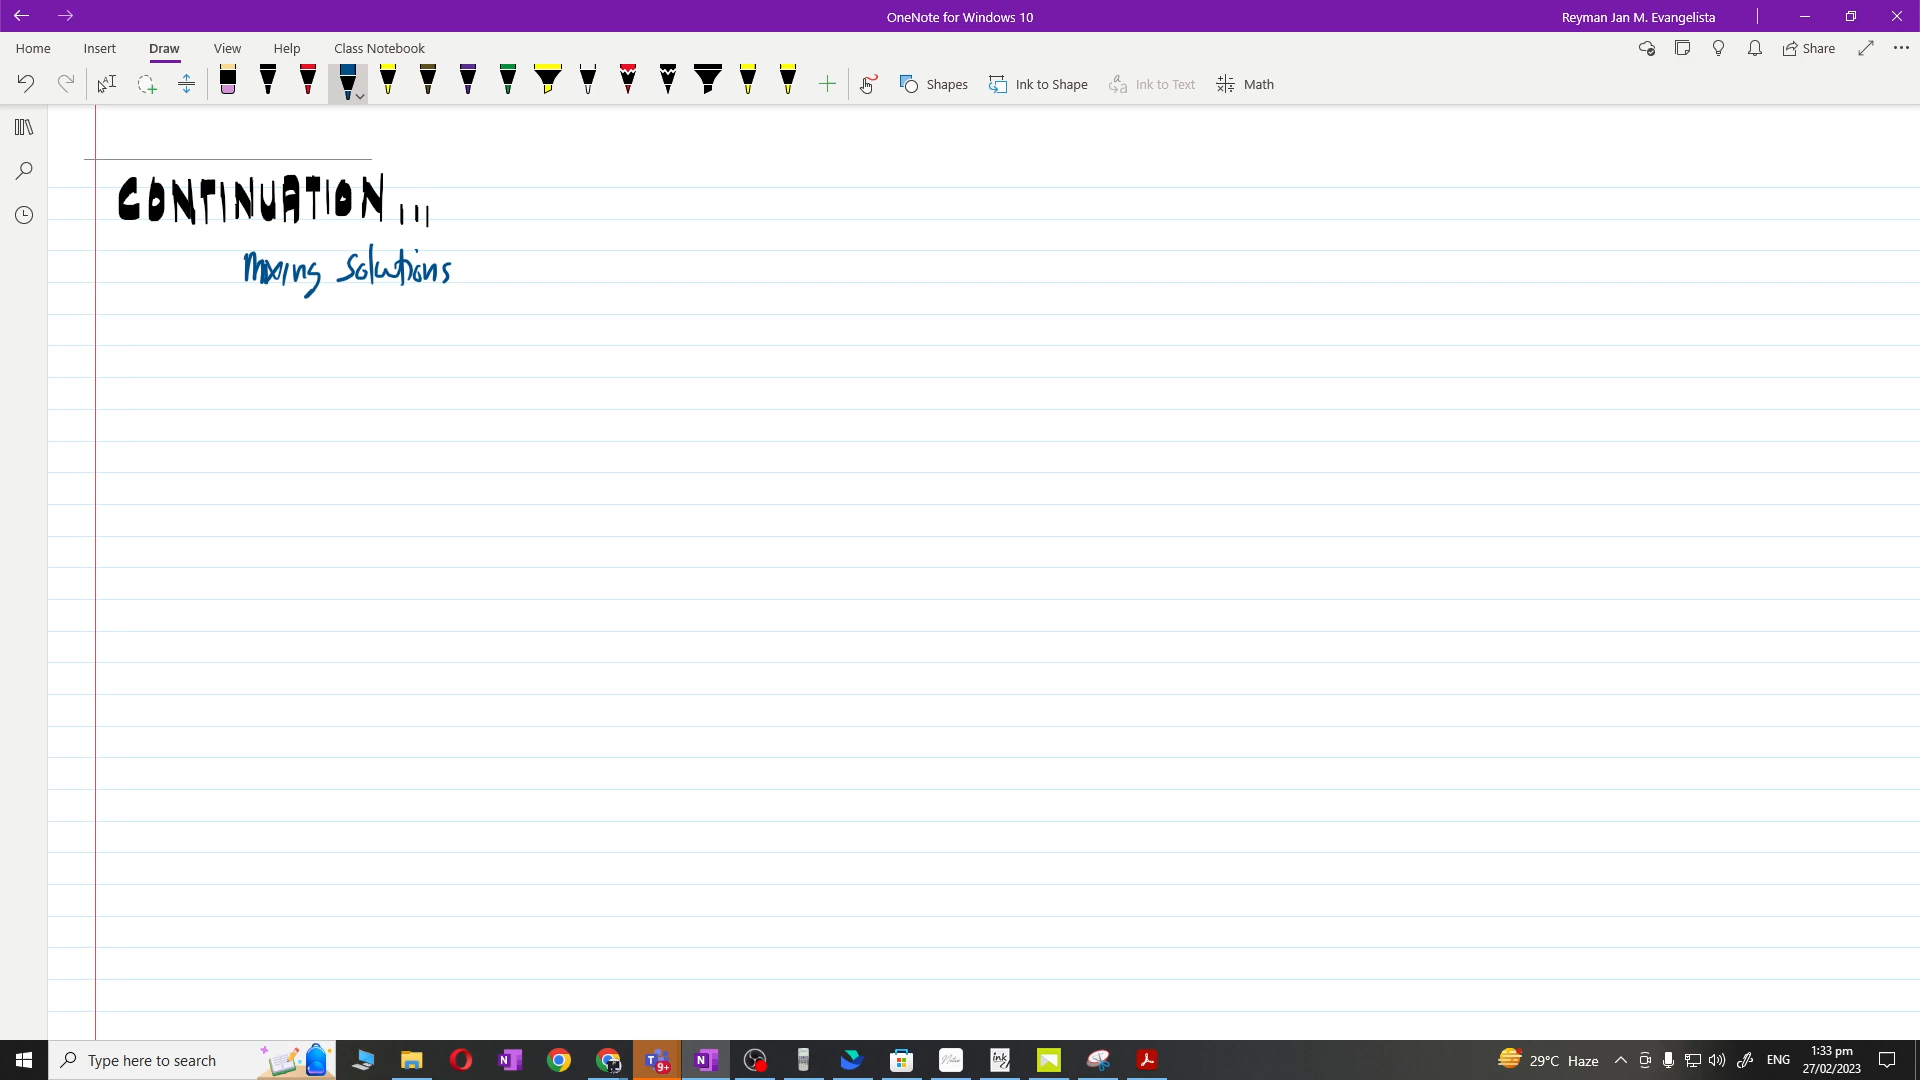 OneNote for Windows 10
Reyman Jan M. Evangelista
Home Insert Draw View Help Class Notebook
Share
Shapes Ink to Shape Ink to Text Math
CONTINUATION...
Mixing Solutions
Type here to search
29°C Haze
ENG
1:33 pm
27/02/2023